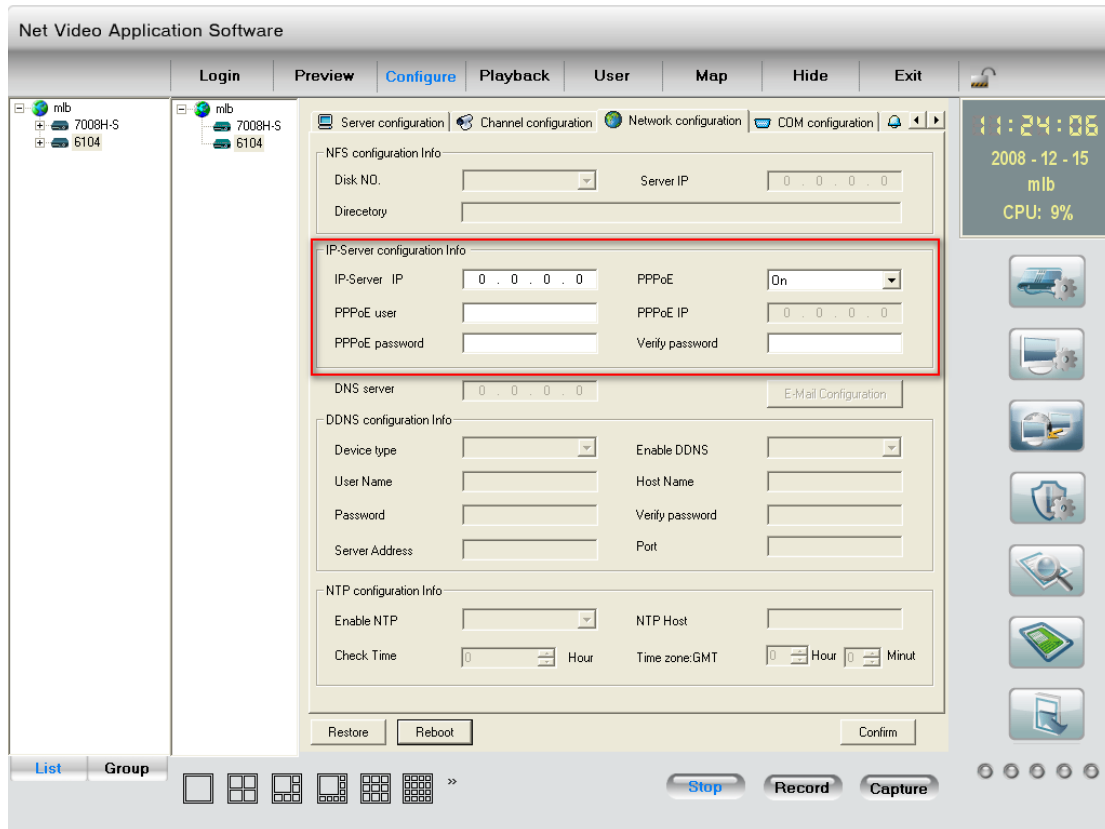 Net Video Application Software
Login Preview Configure Playback User Map Hide Exit
mlb
7008H-S
6104
mlb
7008H-S
6104
Server configuration Channel configuration Network configuration COM configuration
NFS configuration Info
Disk NO. Server IP 0 . 0 . 0 . 0
Direcetory
IP-Server configuration Info
IP-Server IP 0 . 0 . 0 . 0 PPPoE On
PPPoE user PPPoE IP 0 . 0 . 0 . 0
PPPoE password Verify password
DNS server 0 . 0 . 0 . 0 E-Mail Configuration
DDNS configuration Info
Device type Enable DDNS
User Name Host Name
Password Verify password
Server Address Port
NTP configuration Info
Enable NTP NTP Host
Check Time 0 Hour Time zone:GMT 0 Hour 0 Minut
Restore Reboot Confirm
11:24:06
2008 - 12 - 15
mlb
CPU: 9%
List Group
» Stop Record Capture